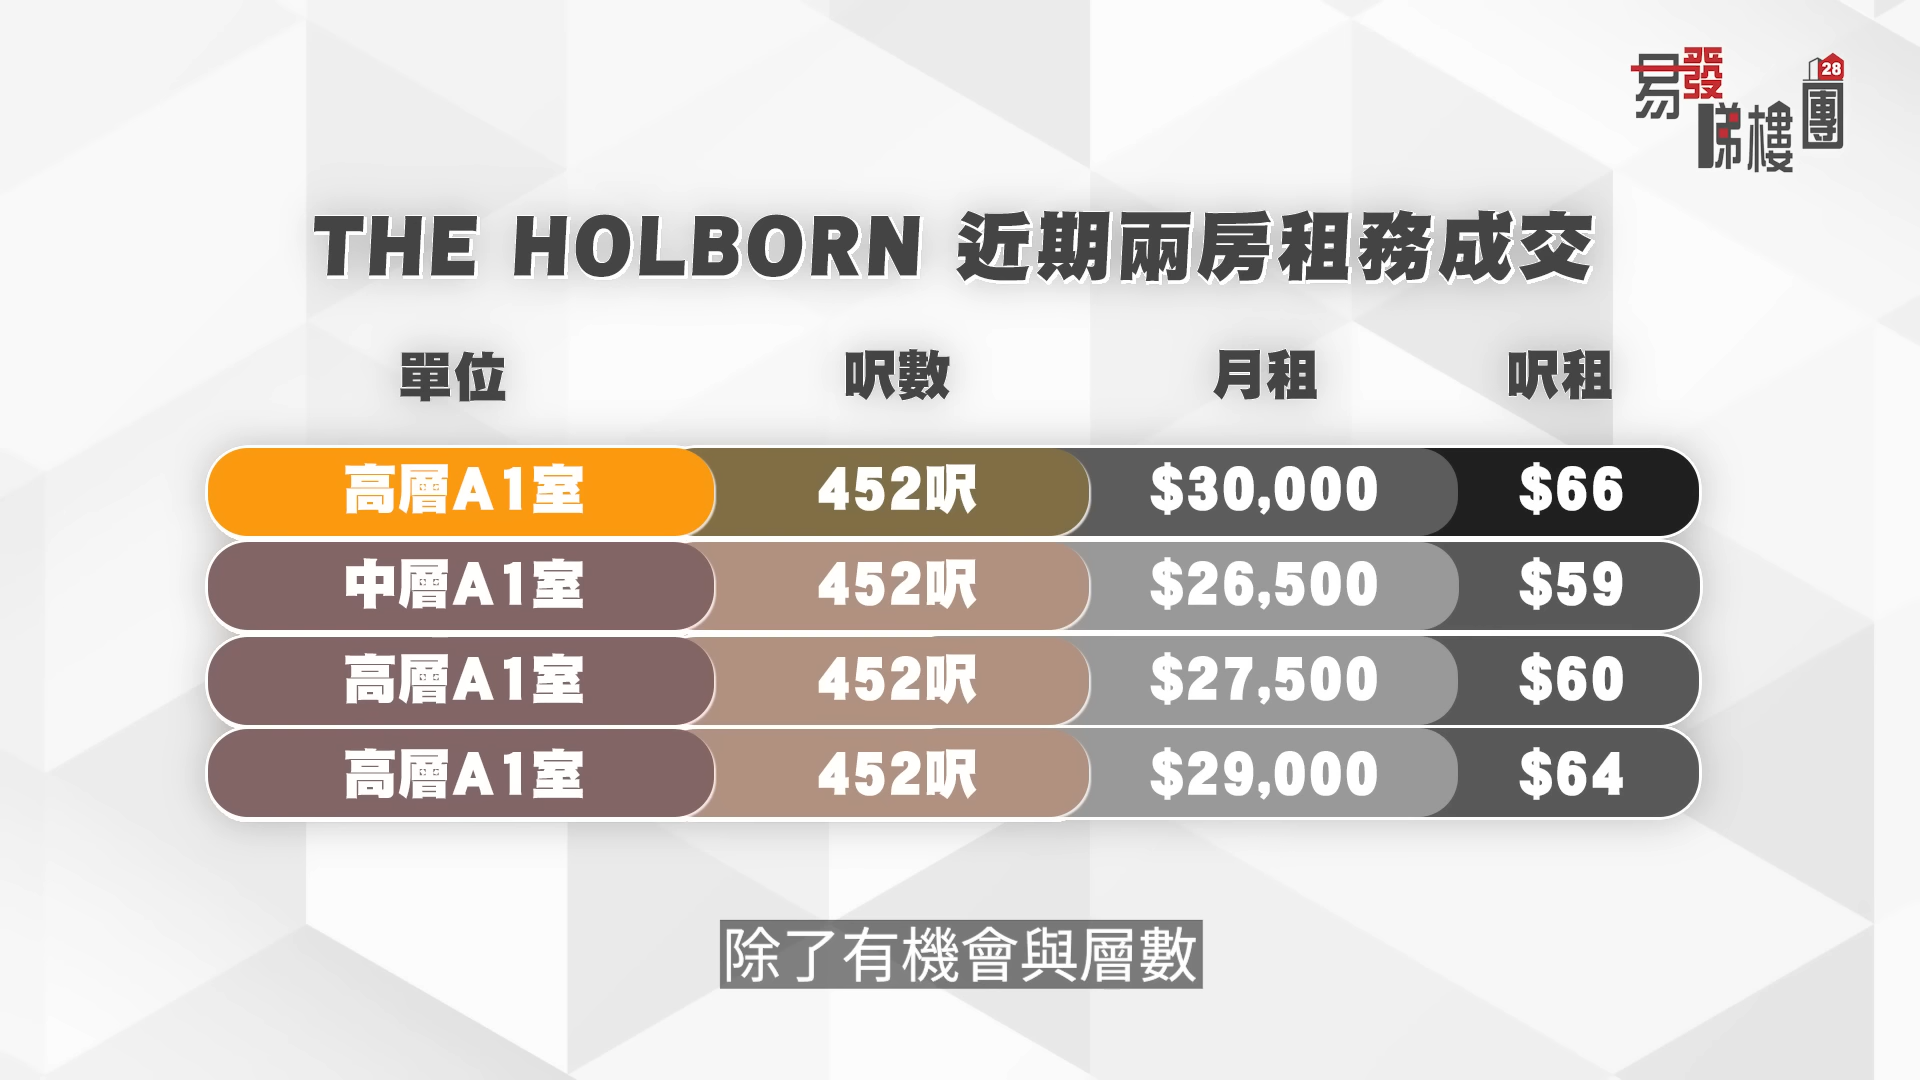 易發睇樓團 28
THE HOLBORN 近期兩房租務成交
單位 呎數 月租 呎租
高層A1室 452呎 $30,000 $66
中層A1室 452呎 $26,500 $59
高層A1室 452呎 $27,500 $60
高層A1室 452呎 $29,000 $64
除了有機會與層數